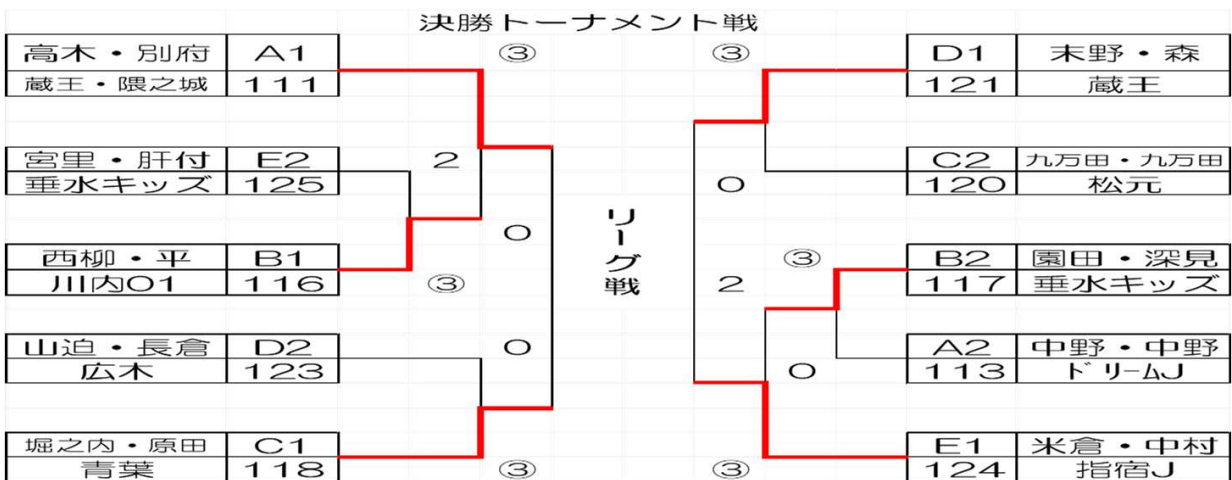 決勝トーナメント戦
高木・別府 A1 ③ ③ D1 末野・森
蔵王・隈之城 111 121 蔵王
宮里・肝付 E2 2 C2 九万田・九万田
垂水キッズ 125 0 120 松元
リーグ戦
0
西柳・平 B1 ③ B2 園田・深見
川内01 116 ③ 2 117 垂水キッズ
山迫・長倉 D2 0 A2 中野・中野
広木 123 0 113 ドリームJ
堀之内・原田 C1 E1 米倉・中村
青葉 118 ③ ③ 124 指宿J